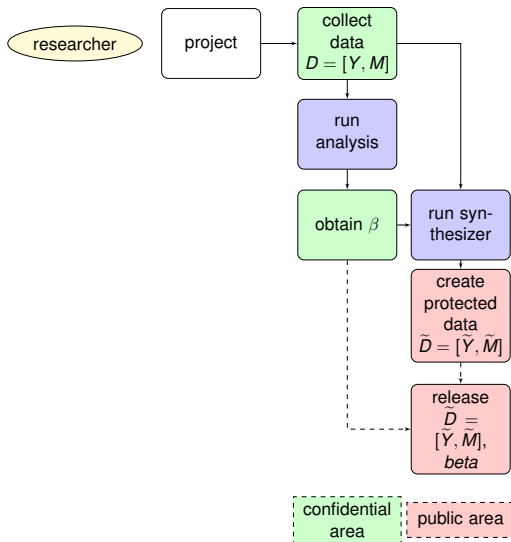 researcher
project
collect
data
D = [Y, M]
run
analysis
obtain β
run syn-
thesizer
create
protected
data
D̃ = [Ỹ, M̃]
release
D̃ =
[Ỹ, M̃],
beta
confidential
area
public area